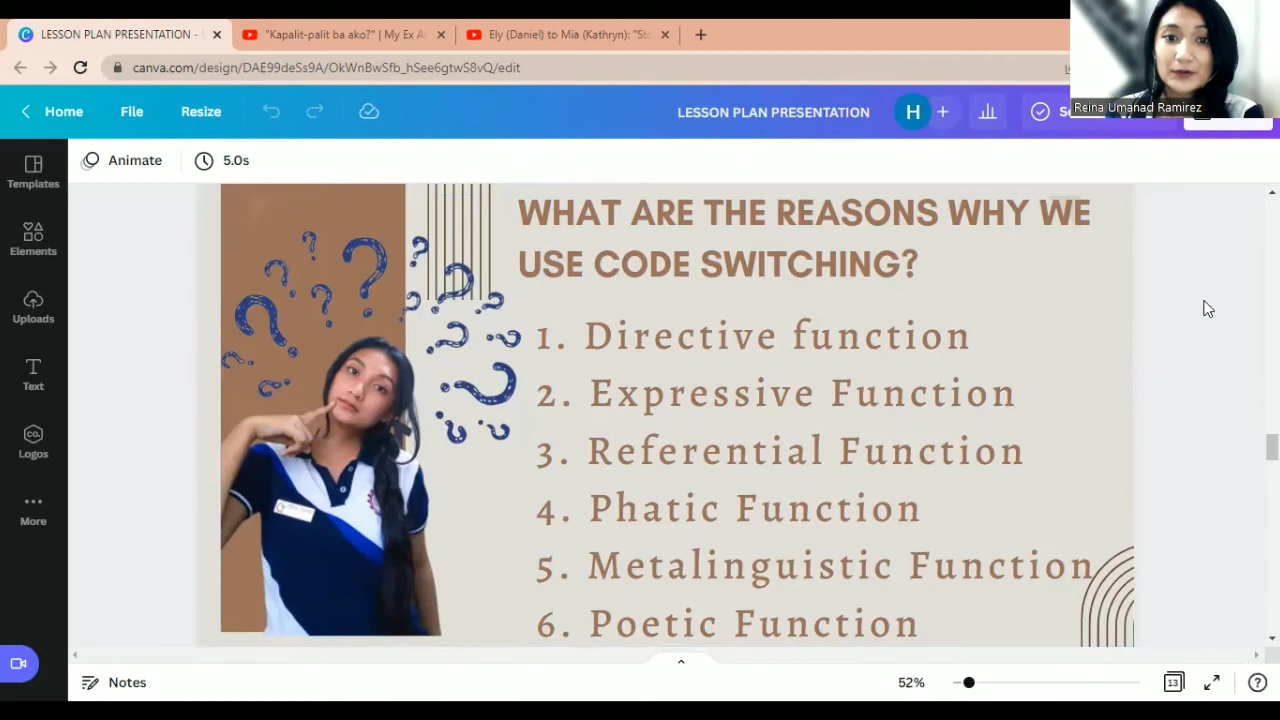 LESSON PLAN PRESENTATION -
"Kapalit-palit ba ako?" | My Ex A
Ely (Daniel) to Mia (Kathryn): "Sto
canva.com/design/DAE99deSs9A/OkWnBwSfb_hSee6gtwS8vQ/edit
Reina Umanad Ramirez
Home
File
Resize
LESSON PLAN PRESENTATION
H
Animate
5.0s
Templates
Elements
Uploads
Text
CO.
Logos
More
WHAT ARE THE REASONS WHY WE
USE CODE SWITCHING?
1. Directive function
2. Expressive Function
3. Referential Function
4. Phatic Function
5. Metalinguistic Function
6. Poetic Function
Notes
52%
13